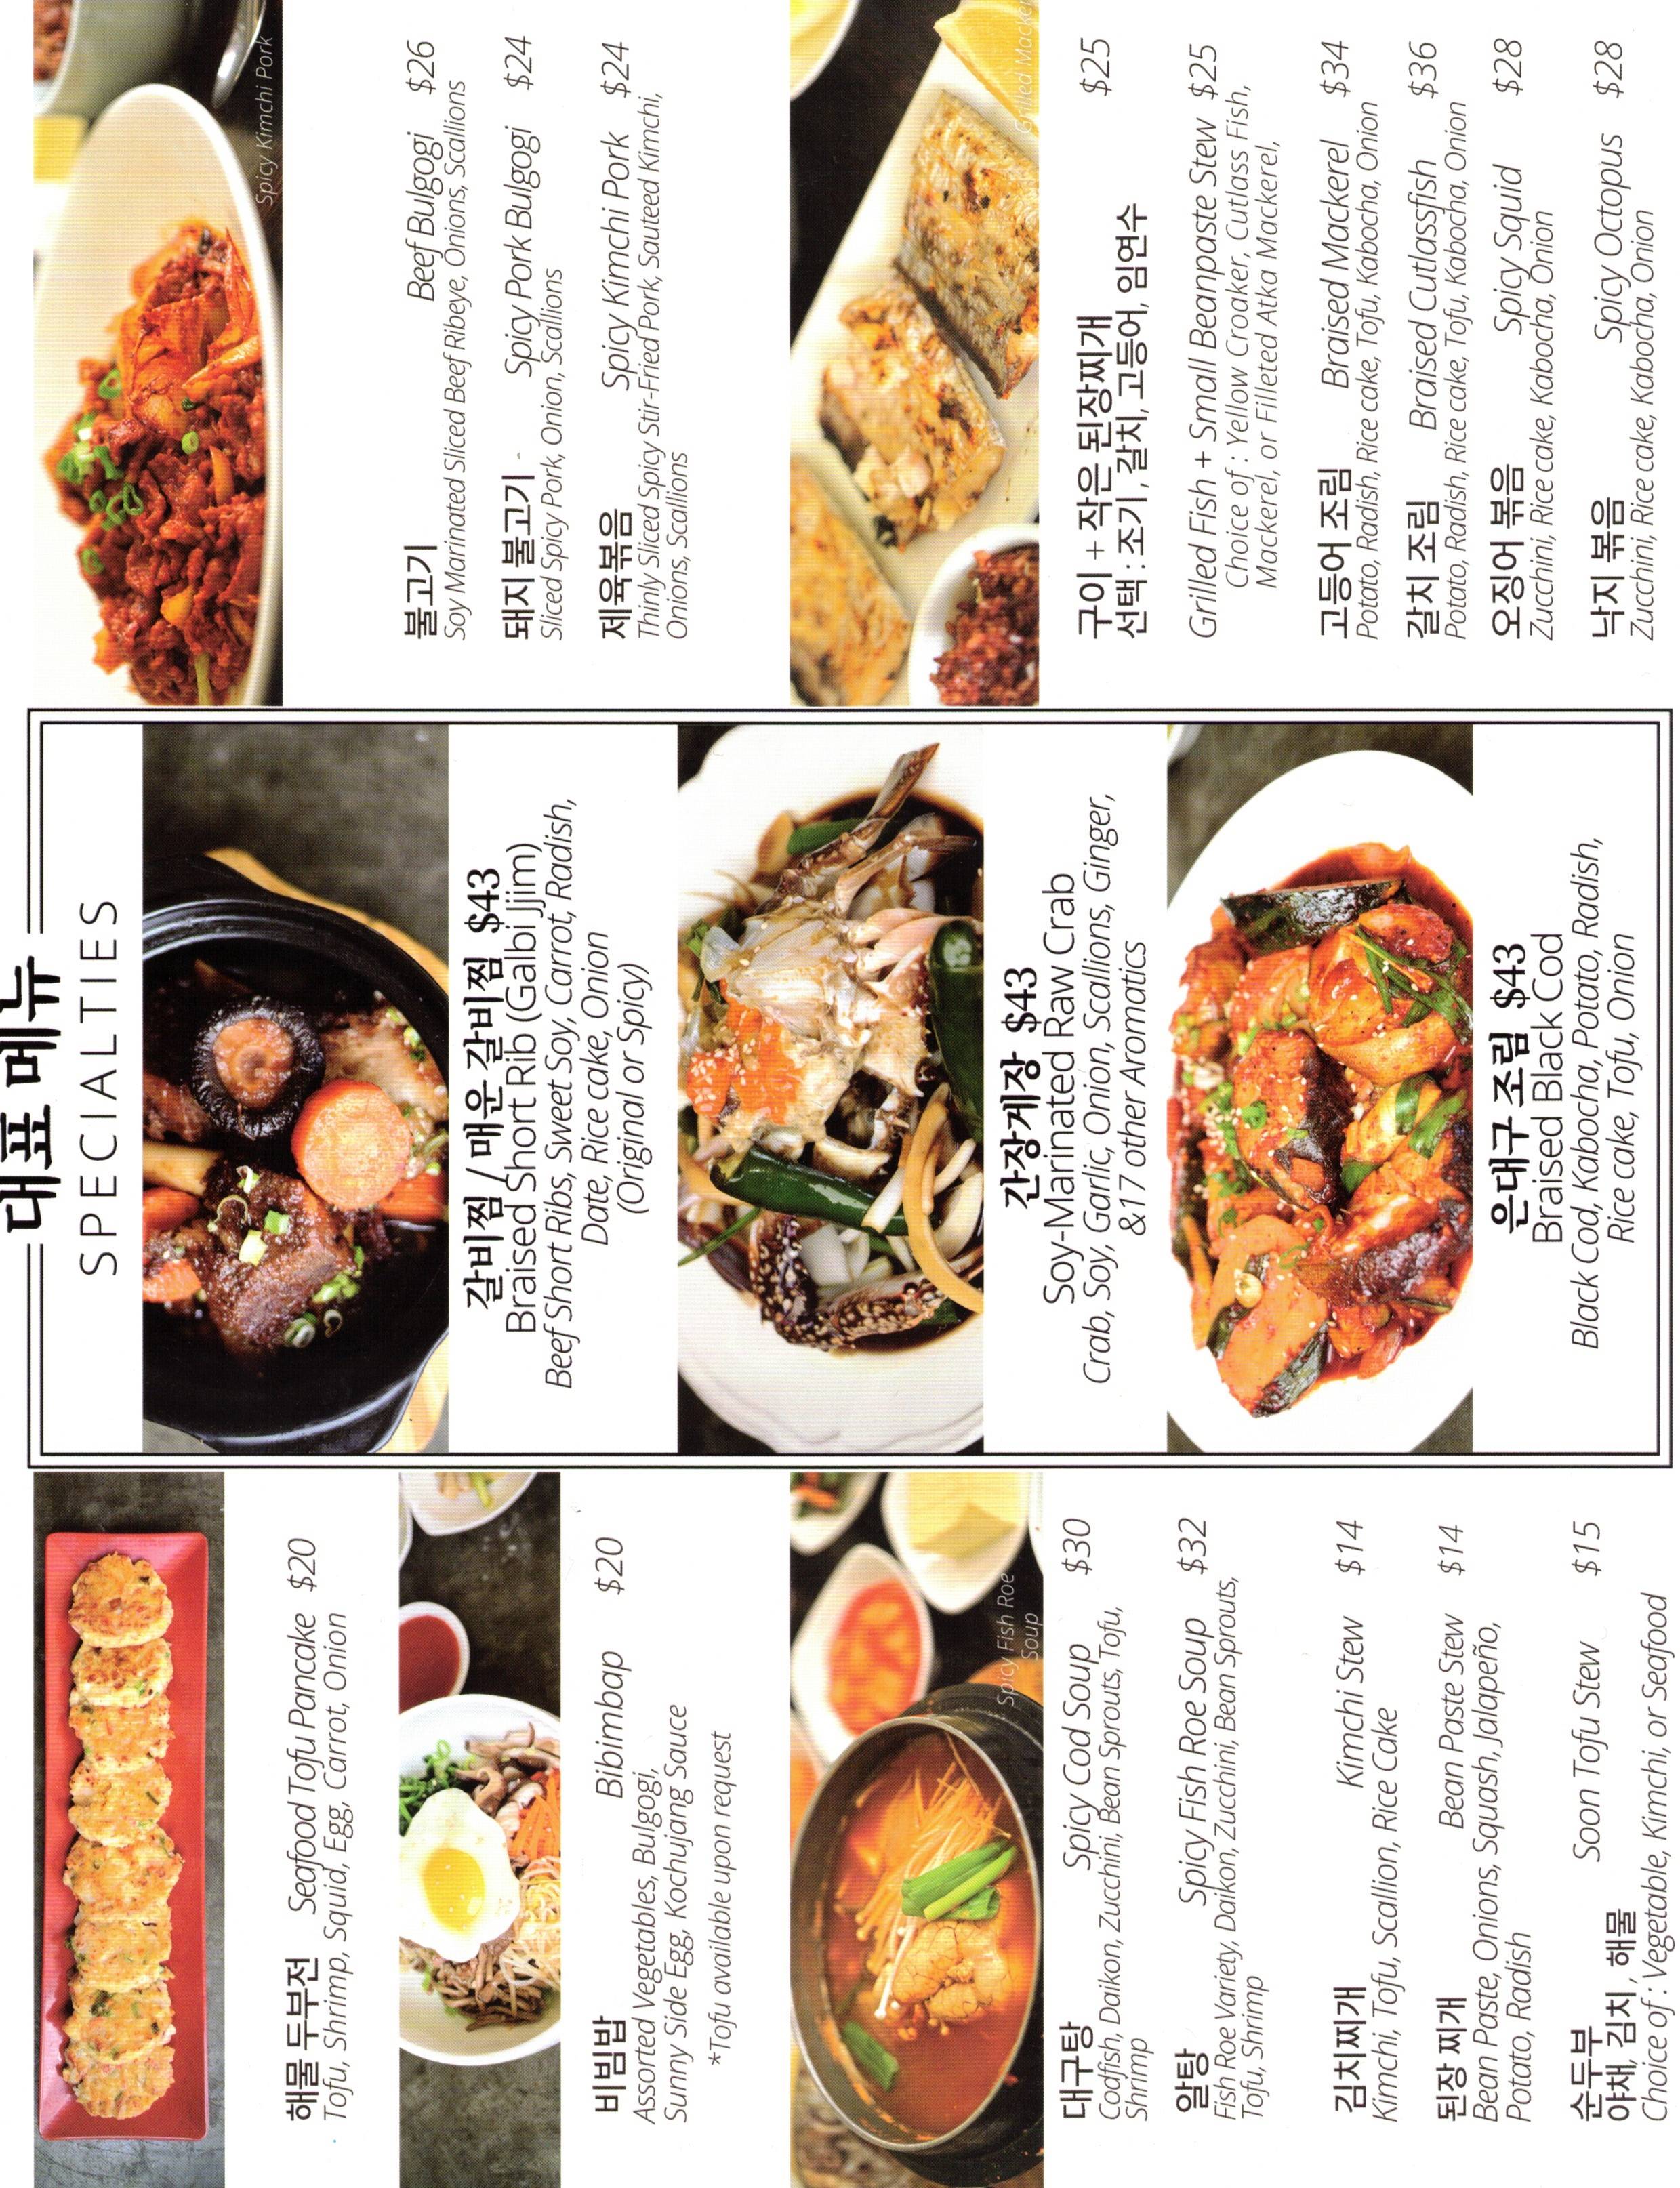 해물 두부전 Seafood Tofu Pancake $20
Tofu, Shrimp, Squid, Egg, Carrot, Onion
비빔밥 Bibimbap $20
Assorted Vegetables, Bulgogi,
Sunny Side Egg, Kochujang Sauce
*Tofu available upon request
Spicy Fish Roe
Soup
대구탕 Spicy Cod Soup $30
Codfish, Daikon, Zucchini, Bean Sprouts, Tofu,
Shrimp
알탕 Spicy Fish Roe Soup $32
Fish Roe Variety, Daikon, Zucchini, Bean Sprouts,
Tofu, Shrimp
김치찌개 Kimchi Stew $14
Kimchi, Tofu, Scallion, Rice Cake
된장 찌개 Bean Paste Stew $14
Bean Paste, Onions, Squash, Jalapeño,
Potato, Radish
순두부 Soon Tofu Stew $15
야채, 김치 , 해물
Choice of : Vegetable, Kimchi, or Seafood
대표 메뉴
SPECIALTIES
갈비찜 / 매운 갈비찜 $43
Braised Short Rib (Galbi Jjim)
Beef Short Ribs, Sweet Soy, Carrot, Radish,
Date, Rice cake, Onion
(Original or Spicy)
간장게장 $43
Soy-Marinated Raw Crab
Crab, Soy, Garlic, Onion, Scallions, Ginger,
&17 other Aromatics
은대구 조림 $43
Braised Black Cod
Black Cod, Kabocha, Potato, Radish,
Rice cake, Tofu, Onion
Spicy Kimchi Pork
불고기 Beef Bulgogi $26
Soy Marinated Sliced Beef Ribeye, Onions, Scallions
돼지 불고기 - Spicy Pork Bulgogi $24
Sliced Spicy Pork, Onion, Scallions
제육볶음 Spicy Kimchi Pork $24
Thinly Sliced Spicy Stir-Fried Pork, Sauteed Kimchi,
Onions, Scallions
Grilled Macker
구이 + 작은 된장찌개 $25
선택 : 조기 , 갈치, 고등어, 임연수
Grilled Fish + Small Beanpaste Stew $25
Choice of : Yellow Croaker, Cutlass Fish,
Mackerel, or Filleted Atka Mackerel,
고등어 조림 Braised Mackerel $34
Potato, Radish, Rice cake, Tofu, Kabocha, Onion
갈치 조림 Braised Cutlassfish $36
Potato, Radish, Rice cake, Tofu, Kabocha, Onion
오징어 볶음 Spicy Squid $28
Zucchini, Rice cake, Kabocha, Onion
낙지 볶음 Spicy Octopus $28
Zucchini, Rice cake, Kabocha, Onion